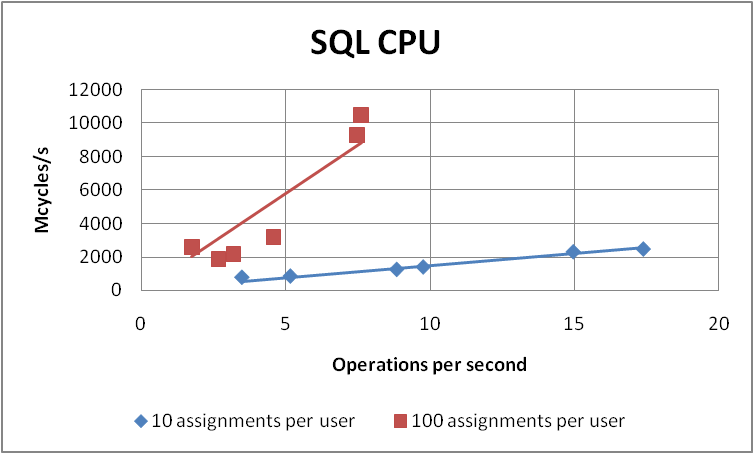 SQL CPU
12000
10000
8000
6000
4000
2000
0
Mcycles/s
0 5 10 15 20
Operations per second
10 assignments per user 100 assignments per user